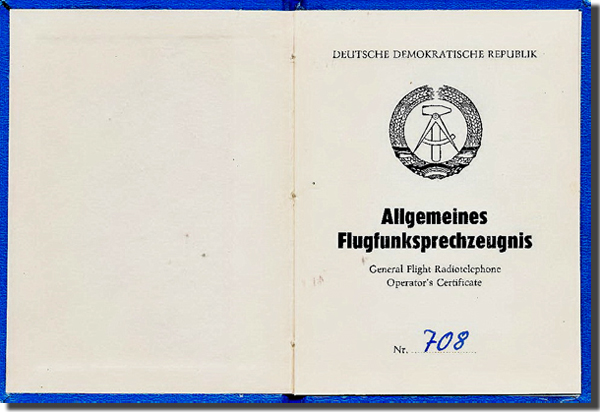 DEUTSCHE DEMOKRATISCHE REPUBLIK
Allgemeines
Flugfunksprechzeugnis
General Flight Radiotelephone
Operator's Certificate
Nr. 708